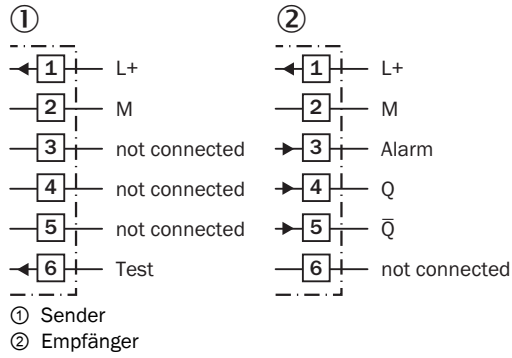 ① ②
1 L+ 1 L+
2 M 2 M
3 not connected 3 Alarm
4 not connected 4 Q
5 not connected 5 Q̅
6 Test 6 not connected
① Sender
② Empfänger